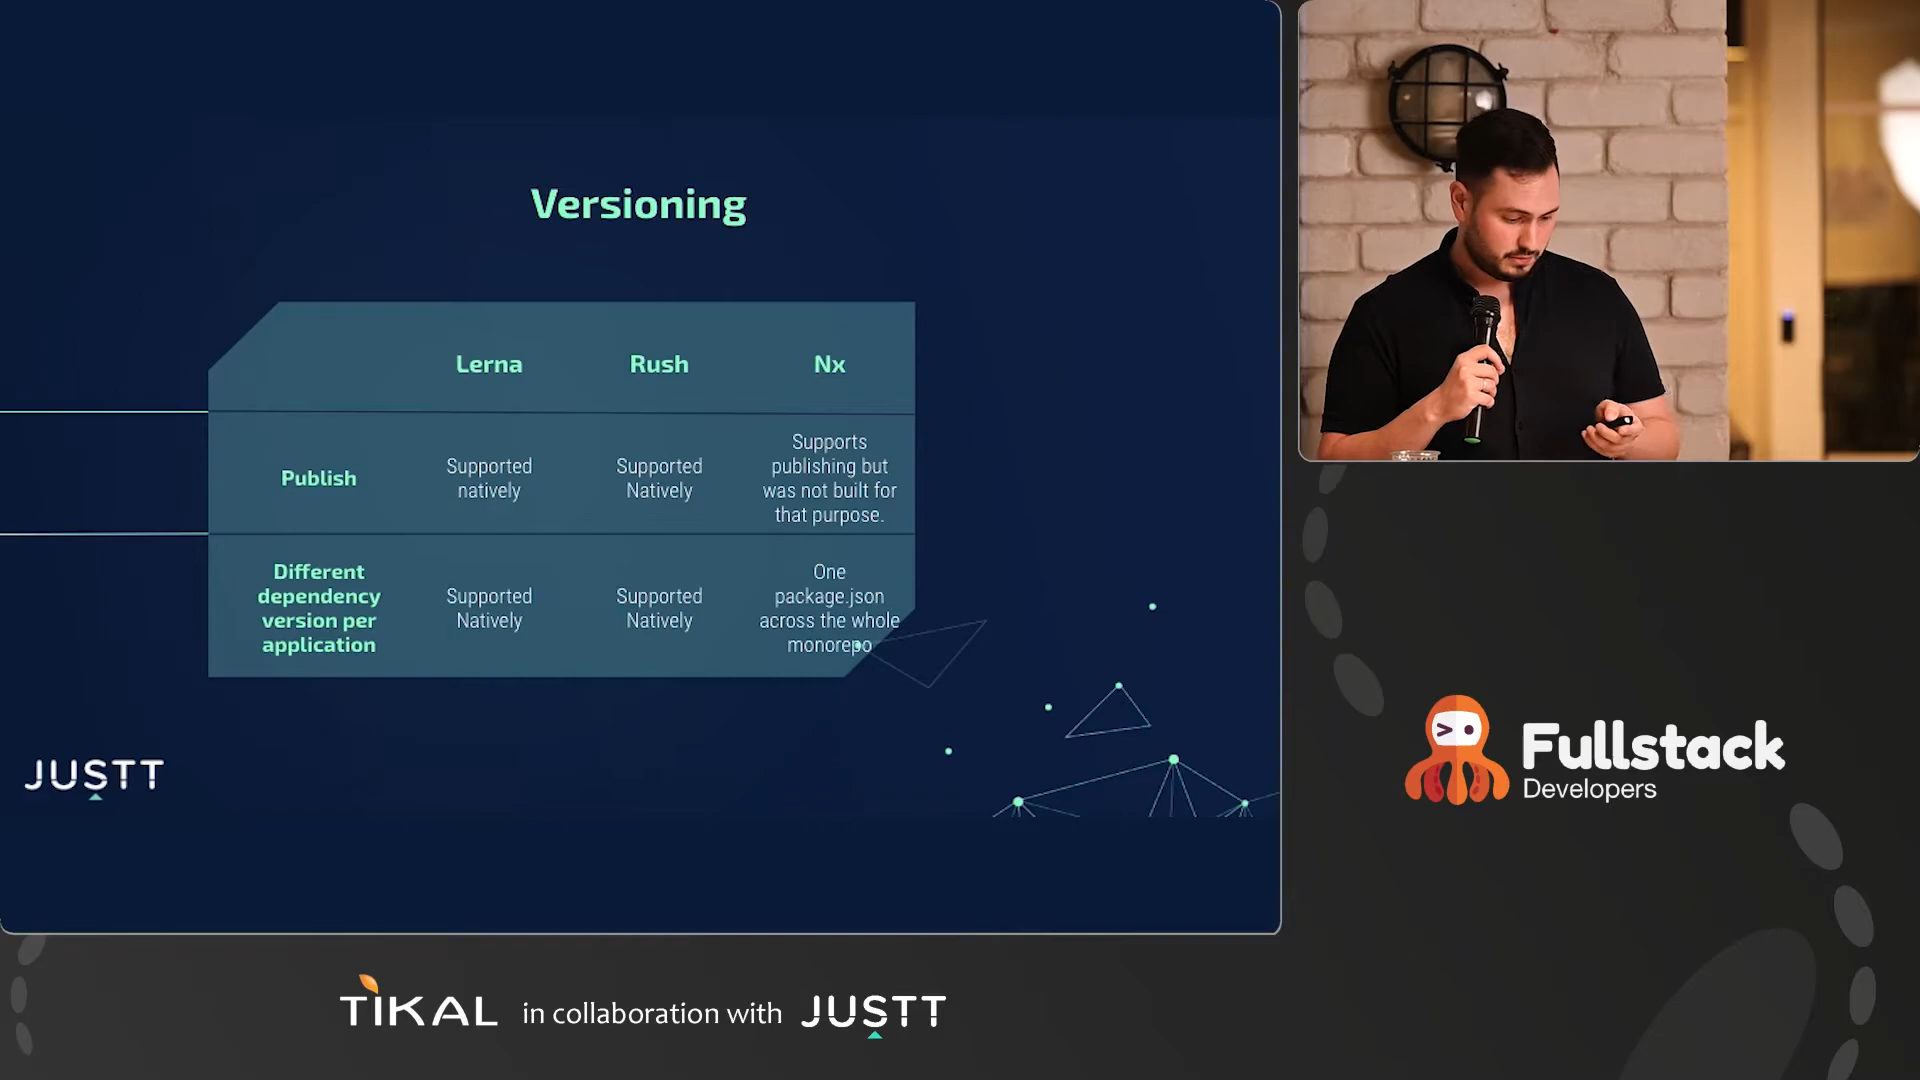 Versioning
Lerna
Rush
Nx
Publish
Supported
natively
Supported
Natively
Supports
publishing but
was not built for
that purpose.
Different
dependency
version per
application
Supported
Natively
Supported
Natively
One
package.json
across the whole
monorepo
JUSTT
Fullstack
Developers
TIKAL in collaboration with JUSTT